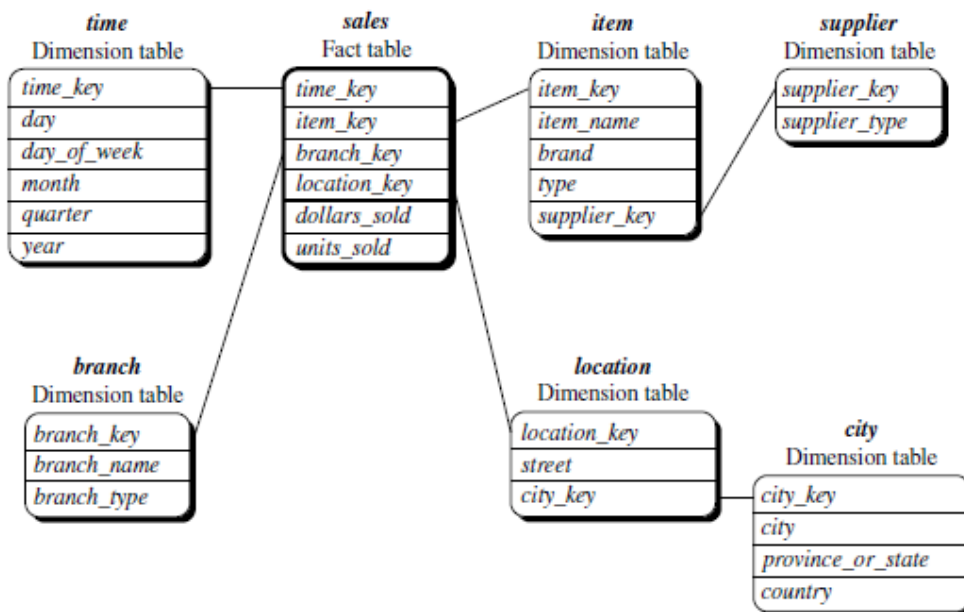 time
Dimension table
time_key
day
day_of_week
month
quarter
year
sales
Fact table
time_key
item_key
branch_key
location_key
dollars_sold
units_sold
item
Dimension table
item_key
item_name
brand
type
supplier_key
supplier
Dimension table
supplier_key
supplier_type
branch
Dimension table
branch_key
branch_name
branch_type
location
Dimension table
location_key
street
city_key
city
Dimension table
city_key
city
province_or_state
country